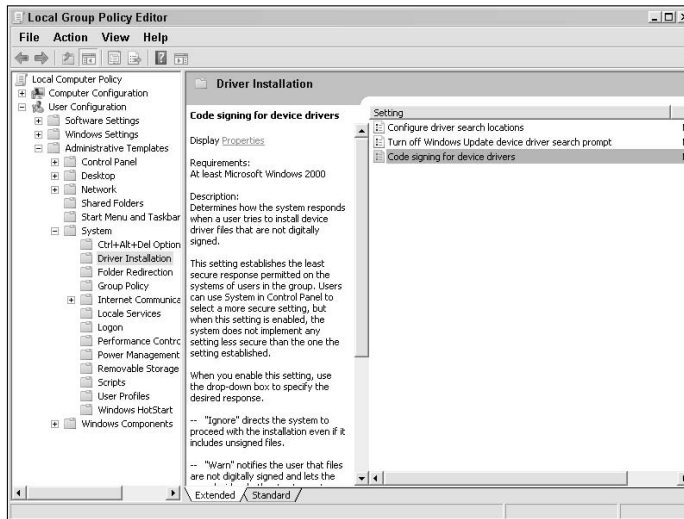 Local Group Policy Editor
File Action View Help
Local Computer Policy
Computer Configuration
User Configuration
Software Settings
Windows Settings
Administrative Templates
Control Panel
Desktop
Network
Shared Folders
Start Menu and Taskbar
System
Ctrl+Alt+Del Option
Driver Installation
Folder Redirection
Group Policy
Internet Communica
Locale Services
Logon
Performance Contro
Power Management
Removable Storage
Scripts
User Profiles
Windows HotStart
Windows Components
Driver Installation
Code signing for device drivers
Display Properties
Requirements:
At least Microsoft Windows 2000
Description:
Determines how the system responds
when a user tries to install device
driver files that are not digitally
signed.
This setting establishes the least
secure response permitted on the
systems of users in the group. Users
can use System in Control Panel to
select a more secure setting, but
when this setting is enabled, the
system does not implement any
setting less secure than the one the
setting established.
When you enable this setting, use
the drop-down box to specify the
desired response.
-- "Ignore" directs the system to
proceed with the installation even if it
includes unsigned files.
-- "Warn" notifies the user that files
are not digitally signed and lets the
Setting
Configure driver search locations
Turn off Windows Update device driver search prompt
Code signing for device drivers
Extended Standard